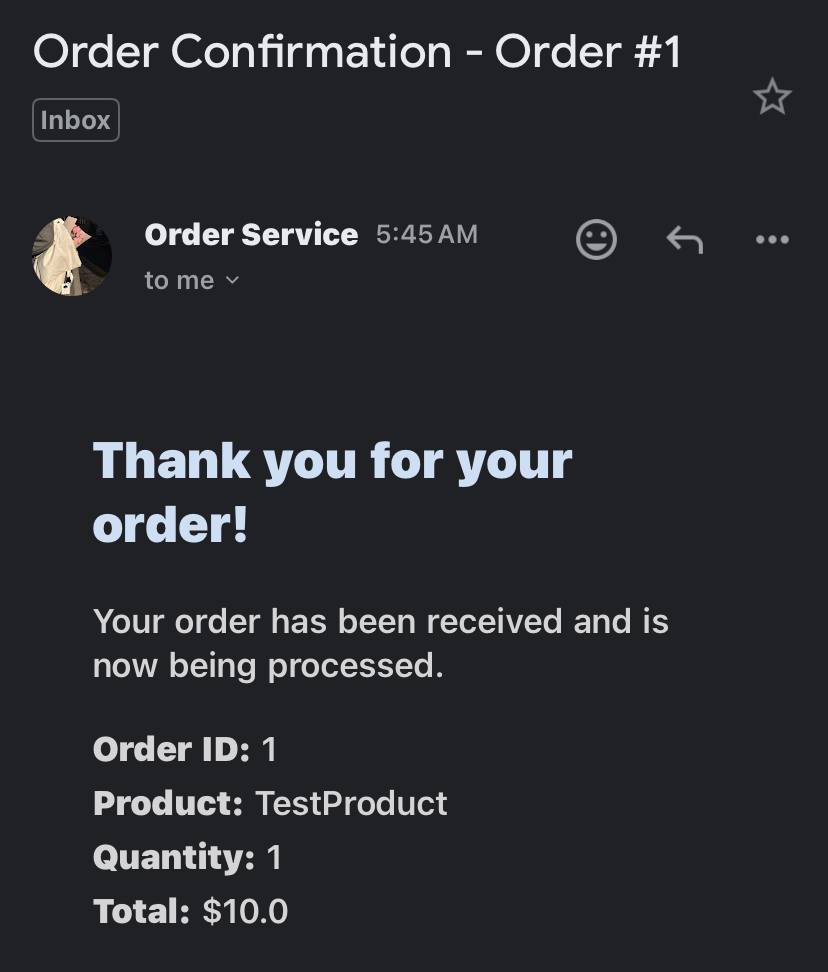 Order Confirmation - Order #1
Inbox
Order Service 5:45 AM
to me
Thank you for your
order!
Your order has been received and is
now being processed.
Order ID: 1
Product: TestProduct
Quantity: 1
Total: $10.0